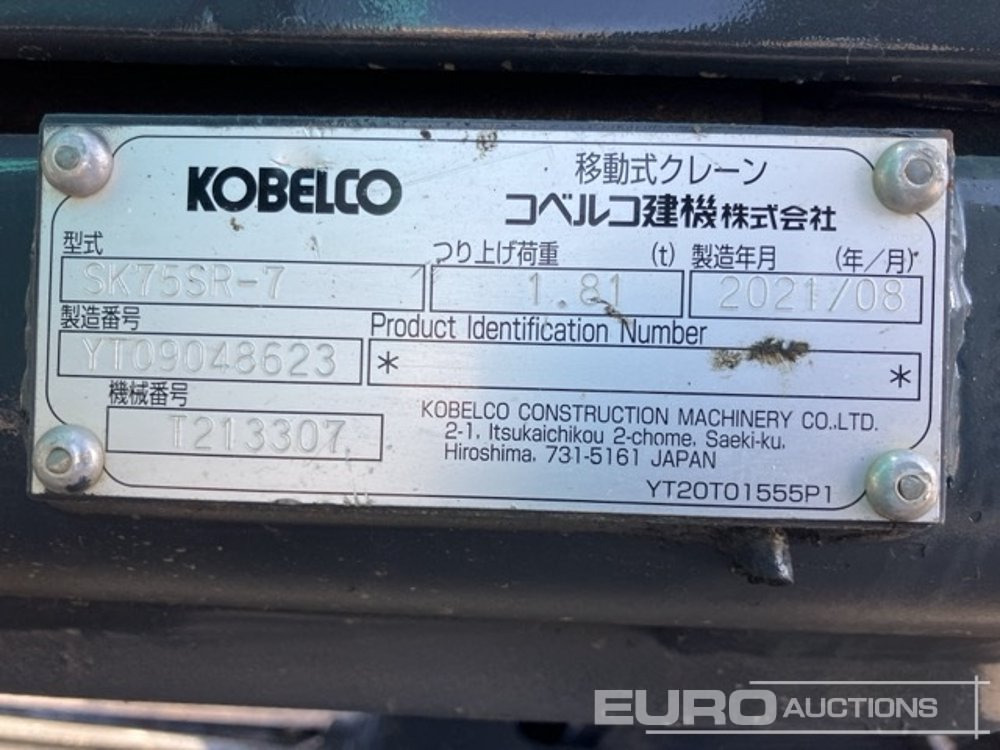 KOBELCO
移動式クレーン
コベルコ建機株式会社
型式
つり上げ荷重 (t)
製造年月 (年/月)
SK75SR-7
1.81
2021/08
製造番号
Product Identification Number
YT09048623
* *
機械番号
T213307
KOBELCO CONSTRUCTION MACHINERY CO.,LTD.
2-1, Itsukaichikou 2-chome, Saeki-ku,
Hiroshima, 731-5161 JAPAN
YT20T01555P1
EURO AUCTIONS